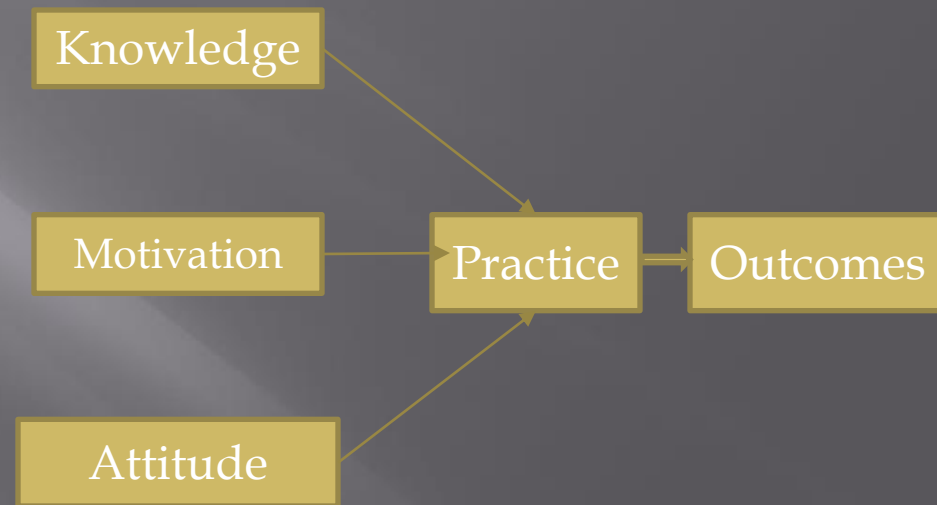 Knowledge
Motivation
Practice
Outcomes
Attitude